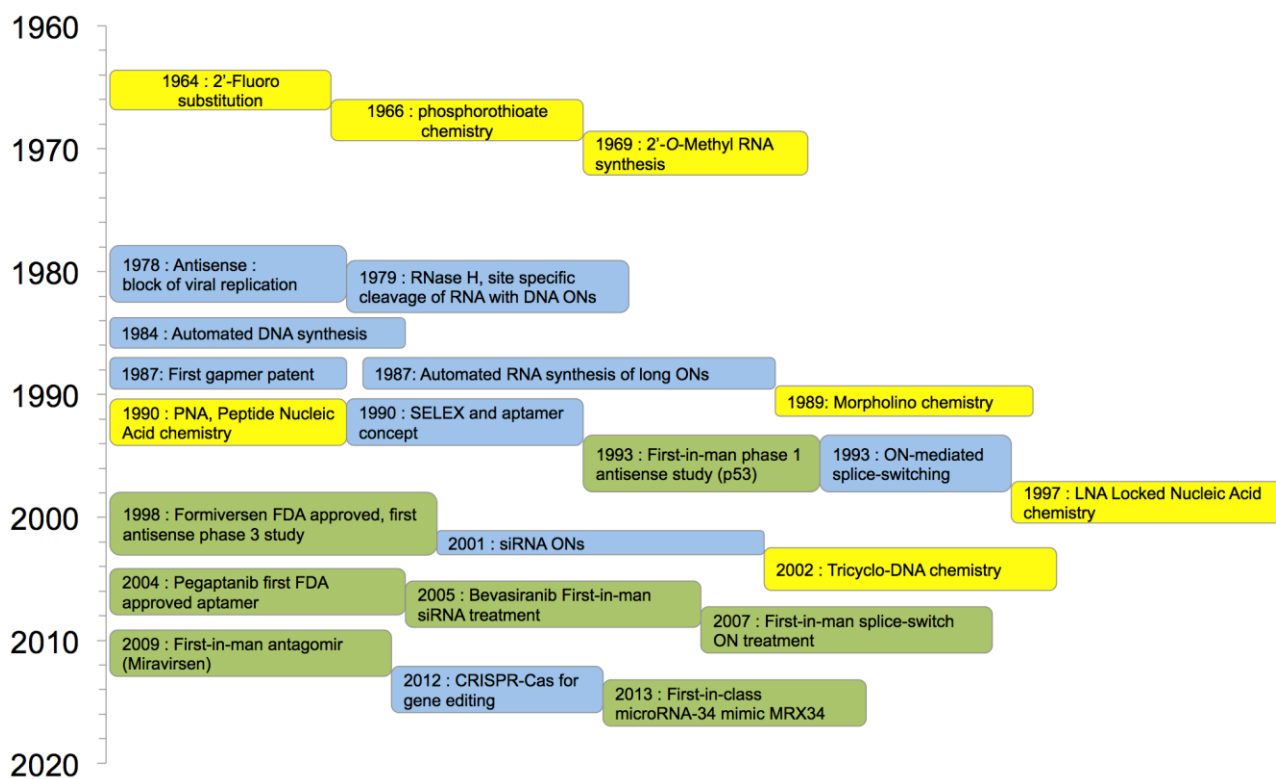 1960
1964 : 2’-Fluoro
substitution
1966 : phosphorothioate
chemistry
1969 : 2’-O-Methyl RNA
synthesis
1970
1978 : Antisense :
block of viral replication
1979 : RNase H, site specific
cleavage of RNA with DNA ONs
1980
1984 : Automated DNA synthesis
1987: First gapmer patent
1987: Automated RNA synthesis of long ONs
1989: Morpholino chemistry
1990
1990 : PNA, Peptide Nucleic
Acid chemistry
1990 : SELEX and aptamer
concept
1993 : First-in-man phase 1
antisense study (p53)
1993 : ON-mediated
splice-switching
1997 : LNA Locked Nucleic Acid
chemistry
2000
1998 : Formiversen FDA approved, first
antisense phase 3 study
2001 : siRNA ONs
2002 : Tricyclo-DNA chemistry
2004 : Pegaptanib first FDA
approved aptamer
2005 : Bevasiranib First-in-man
siRNA treatment
2007 : First-in-man splice-switch
ON treatment
2010
2009 : First-in-man antagomir
(Miravirsen)
2012 : CRISPR-Cas for
gene editing
2013 : First-in-class
microRNA-34 mimic MRX34
2020